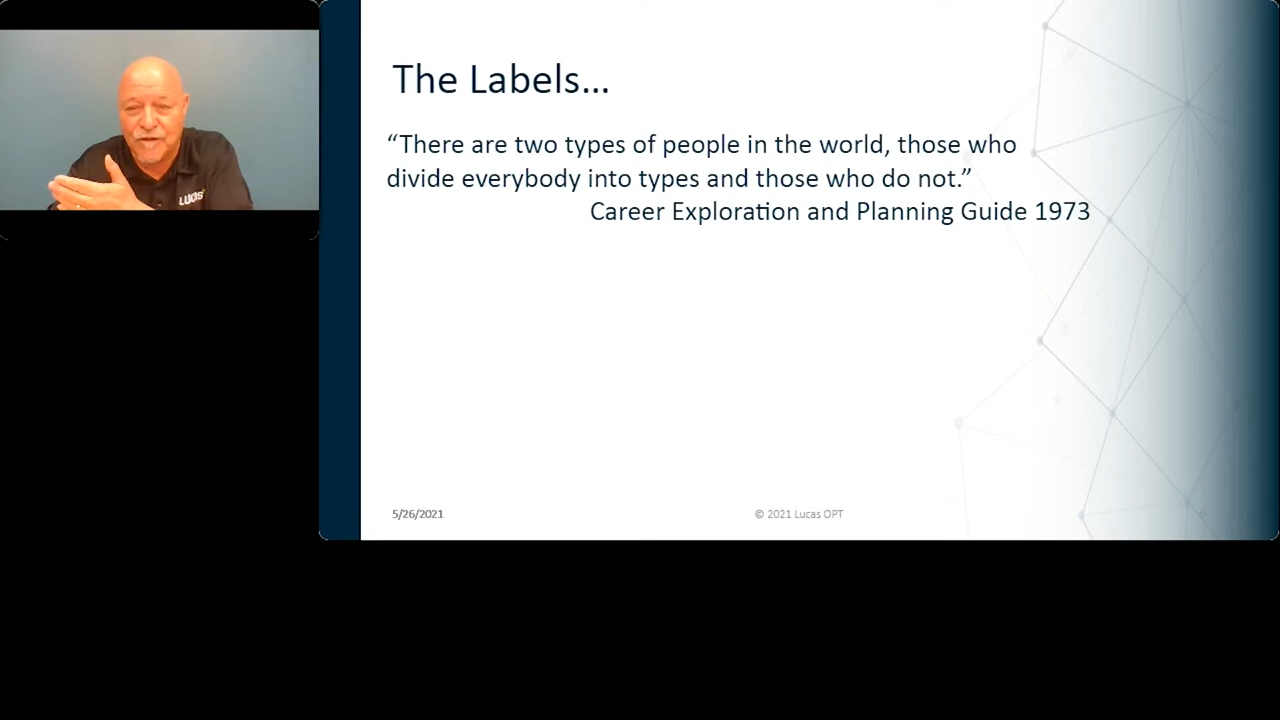 LUCAS
The Labels...
“There are two types of people in the world, those who
divide everybody into types and those who do not.”
Career Exploration and Planning Guide 1973
5/26/2021
© 2021 Lucas OPT
6